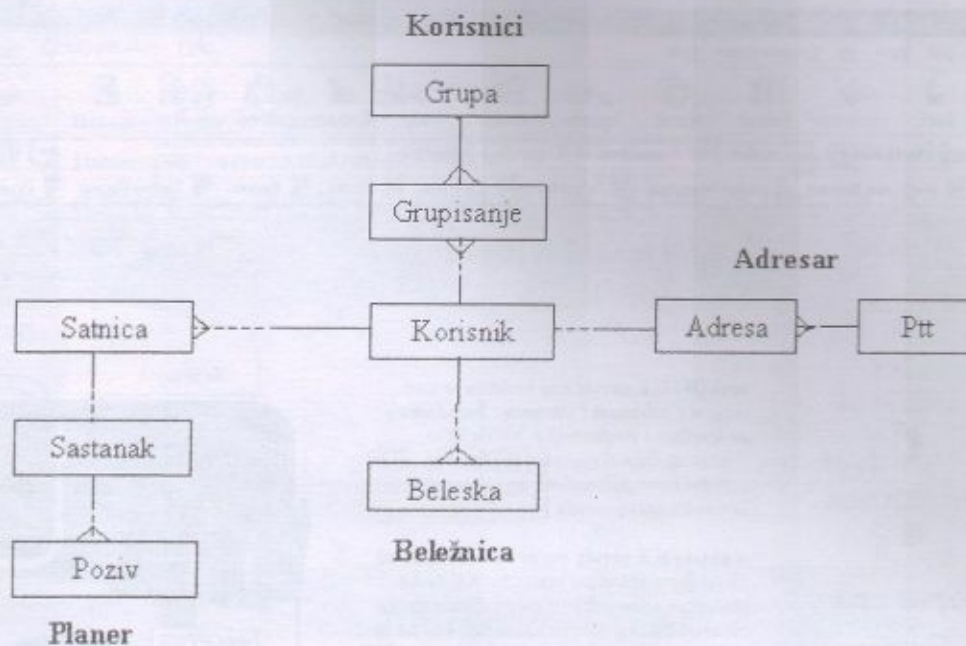 Korisnici
Grupa
Grupisanje
Adresar
Satnica
Korisnik
Adresa
Ptt
Sastanak
Beleska
Beležnica
Poziv
Planer